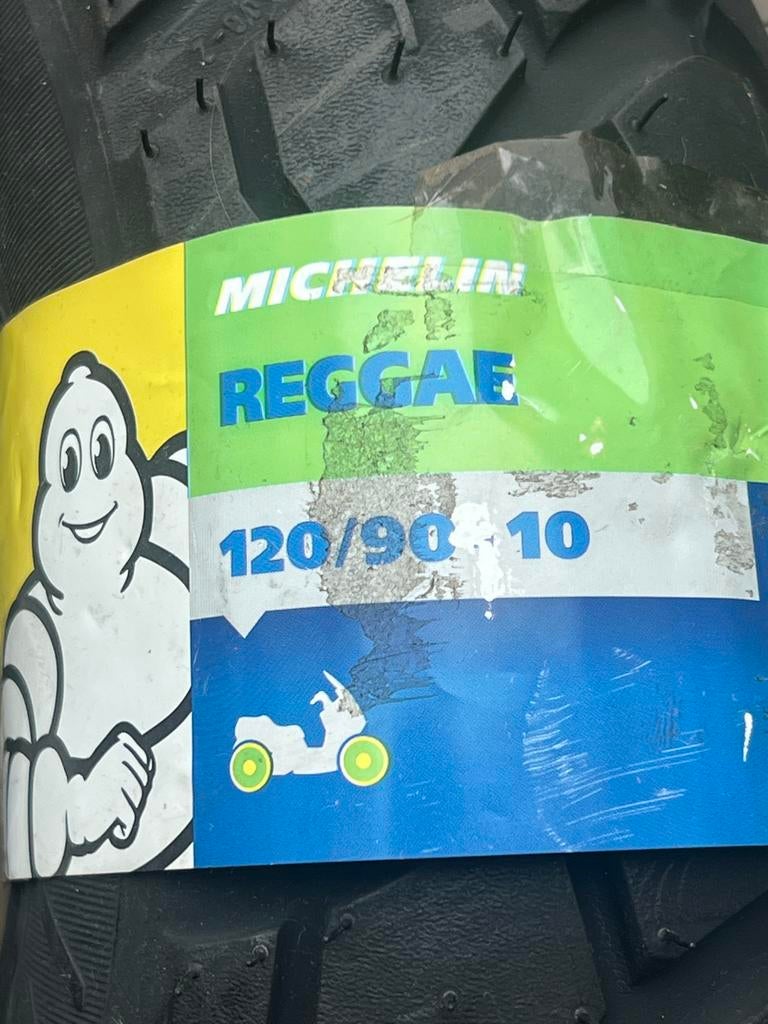 MICHELIN
REGGAE
120/90 - 10